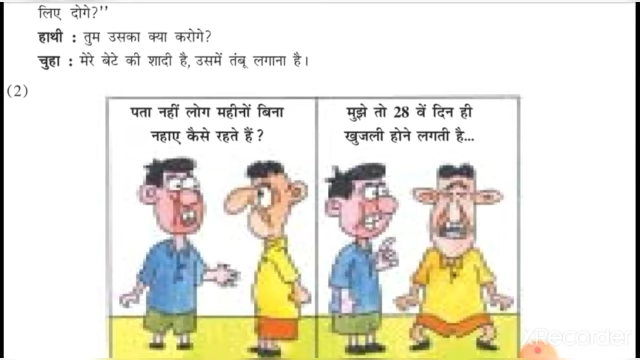 लिए दोगे?''
हाथी : तुम उसका क्या करोगे?
चुहा : मेरे बेटे की शादी है, उसमें तंबू लगाना है।
(2)
पता नहीं लोग महीनों बिना
नहाए कैसे रहते हैं ?
मुझे तो 28 वें दिन ही
खुजली होने लगती है...